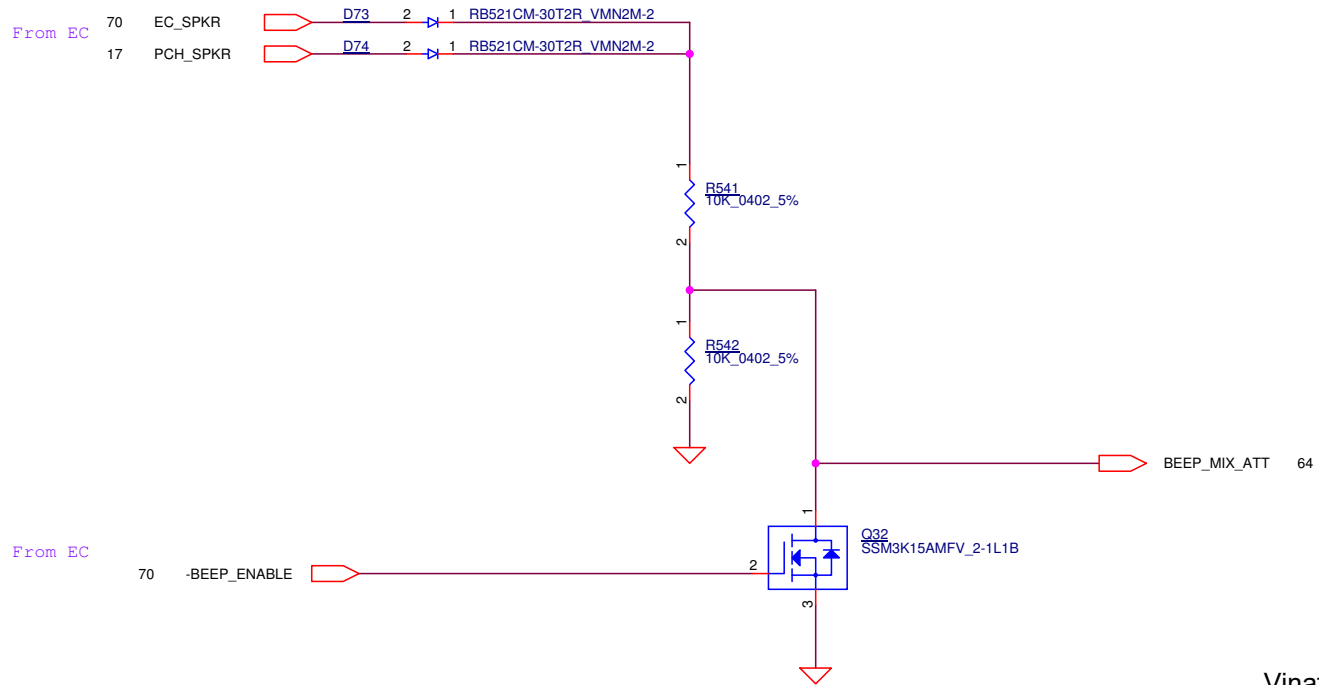 From EC
70 EC_SPKR D73 2 1 RB521CM-30T2R_VMN2M-2
17 PCH_SPKR D74 2 1 RB521CM-30T2R_VMN2M-2
1
R541
10K_0402_5%
2
1
R542
10K_0402_5%
2
BEEP_MIX_ATT 64
1
Q32
SSM3K15AMFV_2-1L1B
From EC
70 -BEEP_ENABLE
2
3